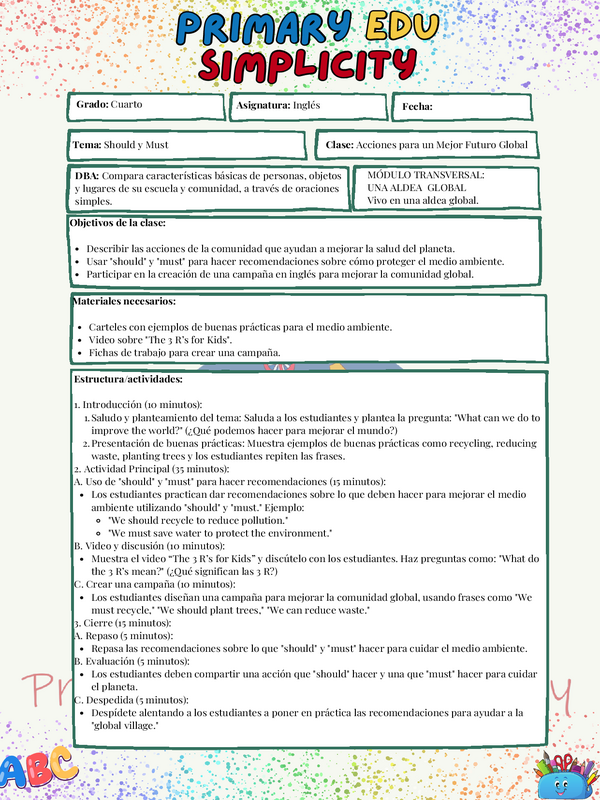 PRIMARY EDU
SIMPLICITY
Grado: Cuarto
Asignatura: Inglés
Fecha:
Tema: Should y Must
Clase: Acciones para un Mejor Futuro Global
DBA: Compara características básicas de personas, objetos
y lugares de su escuela y comunidad, a través de oraciones
simples.
MÓDULO TRANSVERSAL:
UNA ALDEA GLOBAL
Vivo en una aldea global.
Objetivos de la clase:
• Describir las acciones de la comunidad que ayudan a mejorar la salud del planeta.
• Usar "should" y "must" para hacer recomendaciones sobre cómo proteger el medio ambiente.
• Participar en la creación de una campaña en inglés para mejorar la comunidad global.
Materiales necesarios:
• Carteles con ejemplos de buenas prácticas para el medio ambiente.
• Video sobre "The 3 R's for Kids".
• Fichas de trabajo para crear una campaña.
Estructura/actividades:
1. Introducción (10 minutos):
1. Saludo y planteamiento del tema: Saluda a los estudiantes y plantea la pregunta: "What can we do to
improve the world?" (¿Qué podemos hacer para mejorar el mundo?)
2. Presentación de buenas prácticas: Muestra ejemplos de buenas prácticas como recycling, reducing
waste, planting trees y los estudiantes repiten las frases.
2. Actividad Principal (35 minutos):
A. Uso de "should" y "must" para hacer recomendaciones (15 minutos):
• Los estudiantes practican dar recomendaciones sobre lo que deben hacer para mejorar el medio
ambiente utilizando "should" y "must." Ejemplo:
◦ "We should recycle to reduce pollution."
◦ "We must save water to protect the environment."
B. Video y discusión (10 minutos):
• Muestra el video “The 3 R’s for Kids” y discútelo con los estudiantes. Haz preguntas como: "What do
the 3 R’s mean?" (¿Qué significan las 3 R?)
C. Crear una campaña (10 minutos):
• Los estudiantes diseñan una campaña para mejorar la comunidad global, usando frases como "We
must recycle," "We should plant trees," "We can reduce waste."
3. Cierre (15 minutos):
A. Repaso (5 minutos):
• Repasa las recomendaciones sobre lo que "should" y "must" hacer para cuidar el medio ambiente.
B. Evaluación (5 minutos):
• Los estudiantes deben compartir una acción que "should" hacer y una que "must" hacer para cuidar
el planeta.
C. Despedida (5 minutos):
• Despídete alentando a los estudiantes a poner en práctica las recomendaciones para ayudar a la
"global village."
ABC